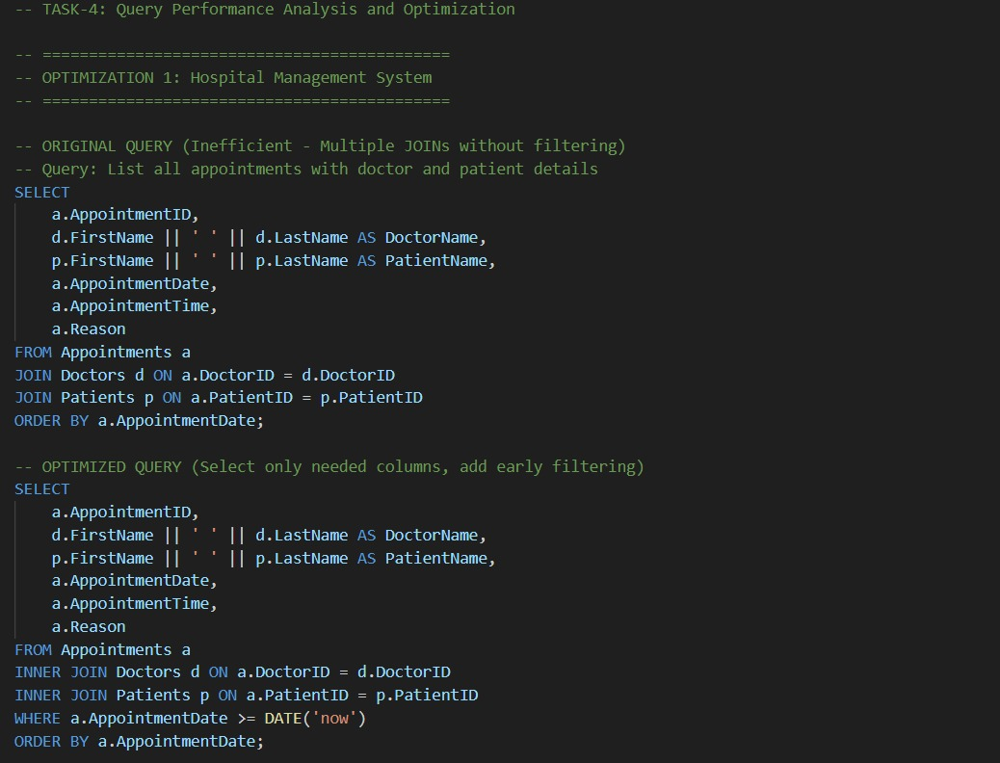 -- TASK-4: Query Performance Analysis and Optimization
-- ============================================
-- OPTIMIZATION 1: Hospital Management System
-- ============================================
-- ORIGINAL QUERY (Inefficient - Multiple JOINs without filtering)
-- Query: List all appointments with doctor and patient details
SELECT
a.AppointmentID,
d.FirstName || ' ' || d.LastName AS DoctorName,
p.FirstName || ' ' || p.LastName AS PatientName,
a.AppointmentDate,
a.AppointmentTime,
a.Reason
FROM Appointments a
JOIN Doctors d ON a.DoctorID = d.DoctorID
JOIN Patients p ON a.PatientID = p.PatientID
ORDER BY a.AppointmentDate;
-- OPTIMIZED QUERY (Select only needed columns, add early filtering)
SELECT
a.AppointmentID,
d.FirstName || ' ' || d.LastName AS DoctorName,
p.FirstName || ' ' || p.LastName AS PatientName,
a.AppointmentDate,
a.AppointmentTime,
a.Reason
FROM Appointments a
INNER JOIN Doctors d ON a.DoctorID = d.DoctorID
INNER JOIN Patients p ON a.PatientID = p.PatientID
WHERE a.AppointmentDate >= DATE('now')
ORDER BY a.AppointmentDate;